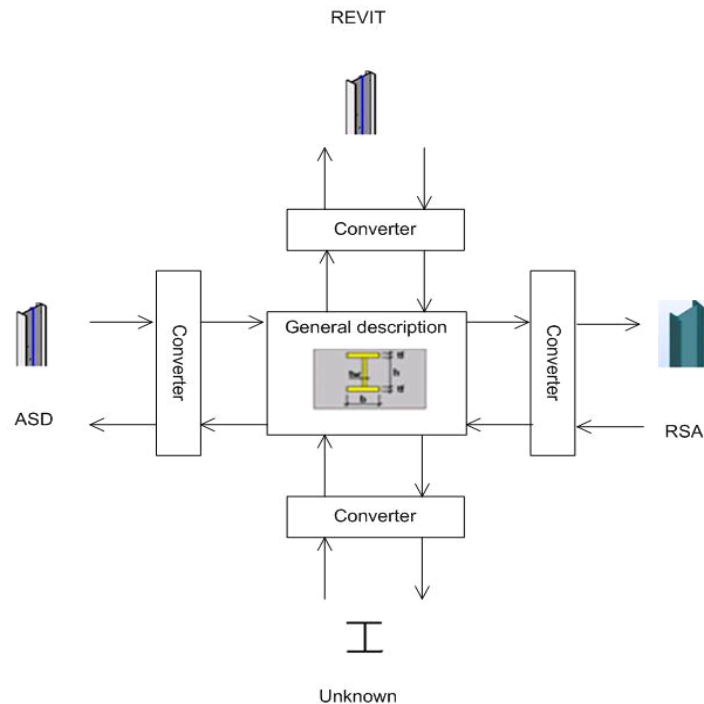 REVIT
Converter
Converter
General description
h
b
Converter
ASD
RSA
Converter
Unknown